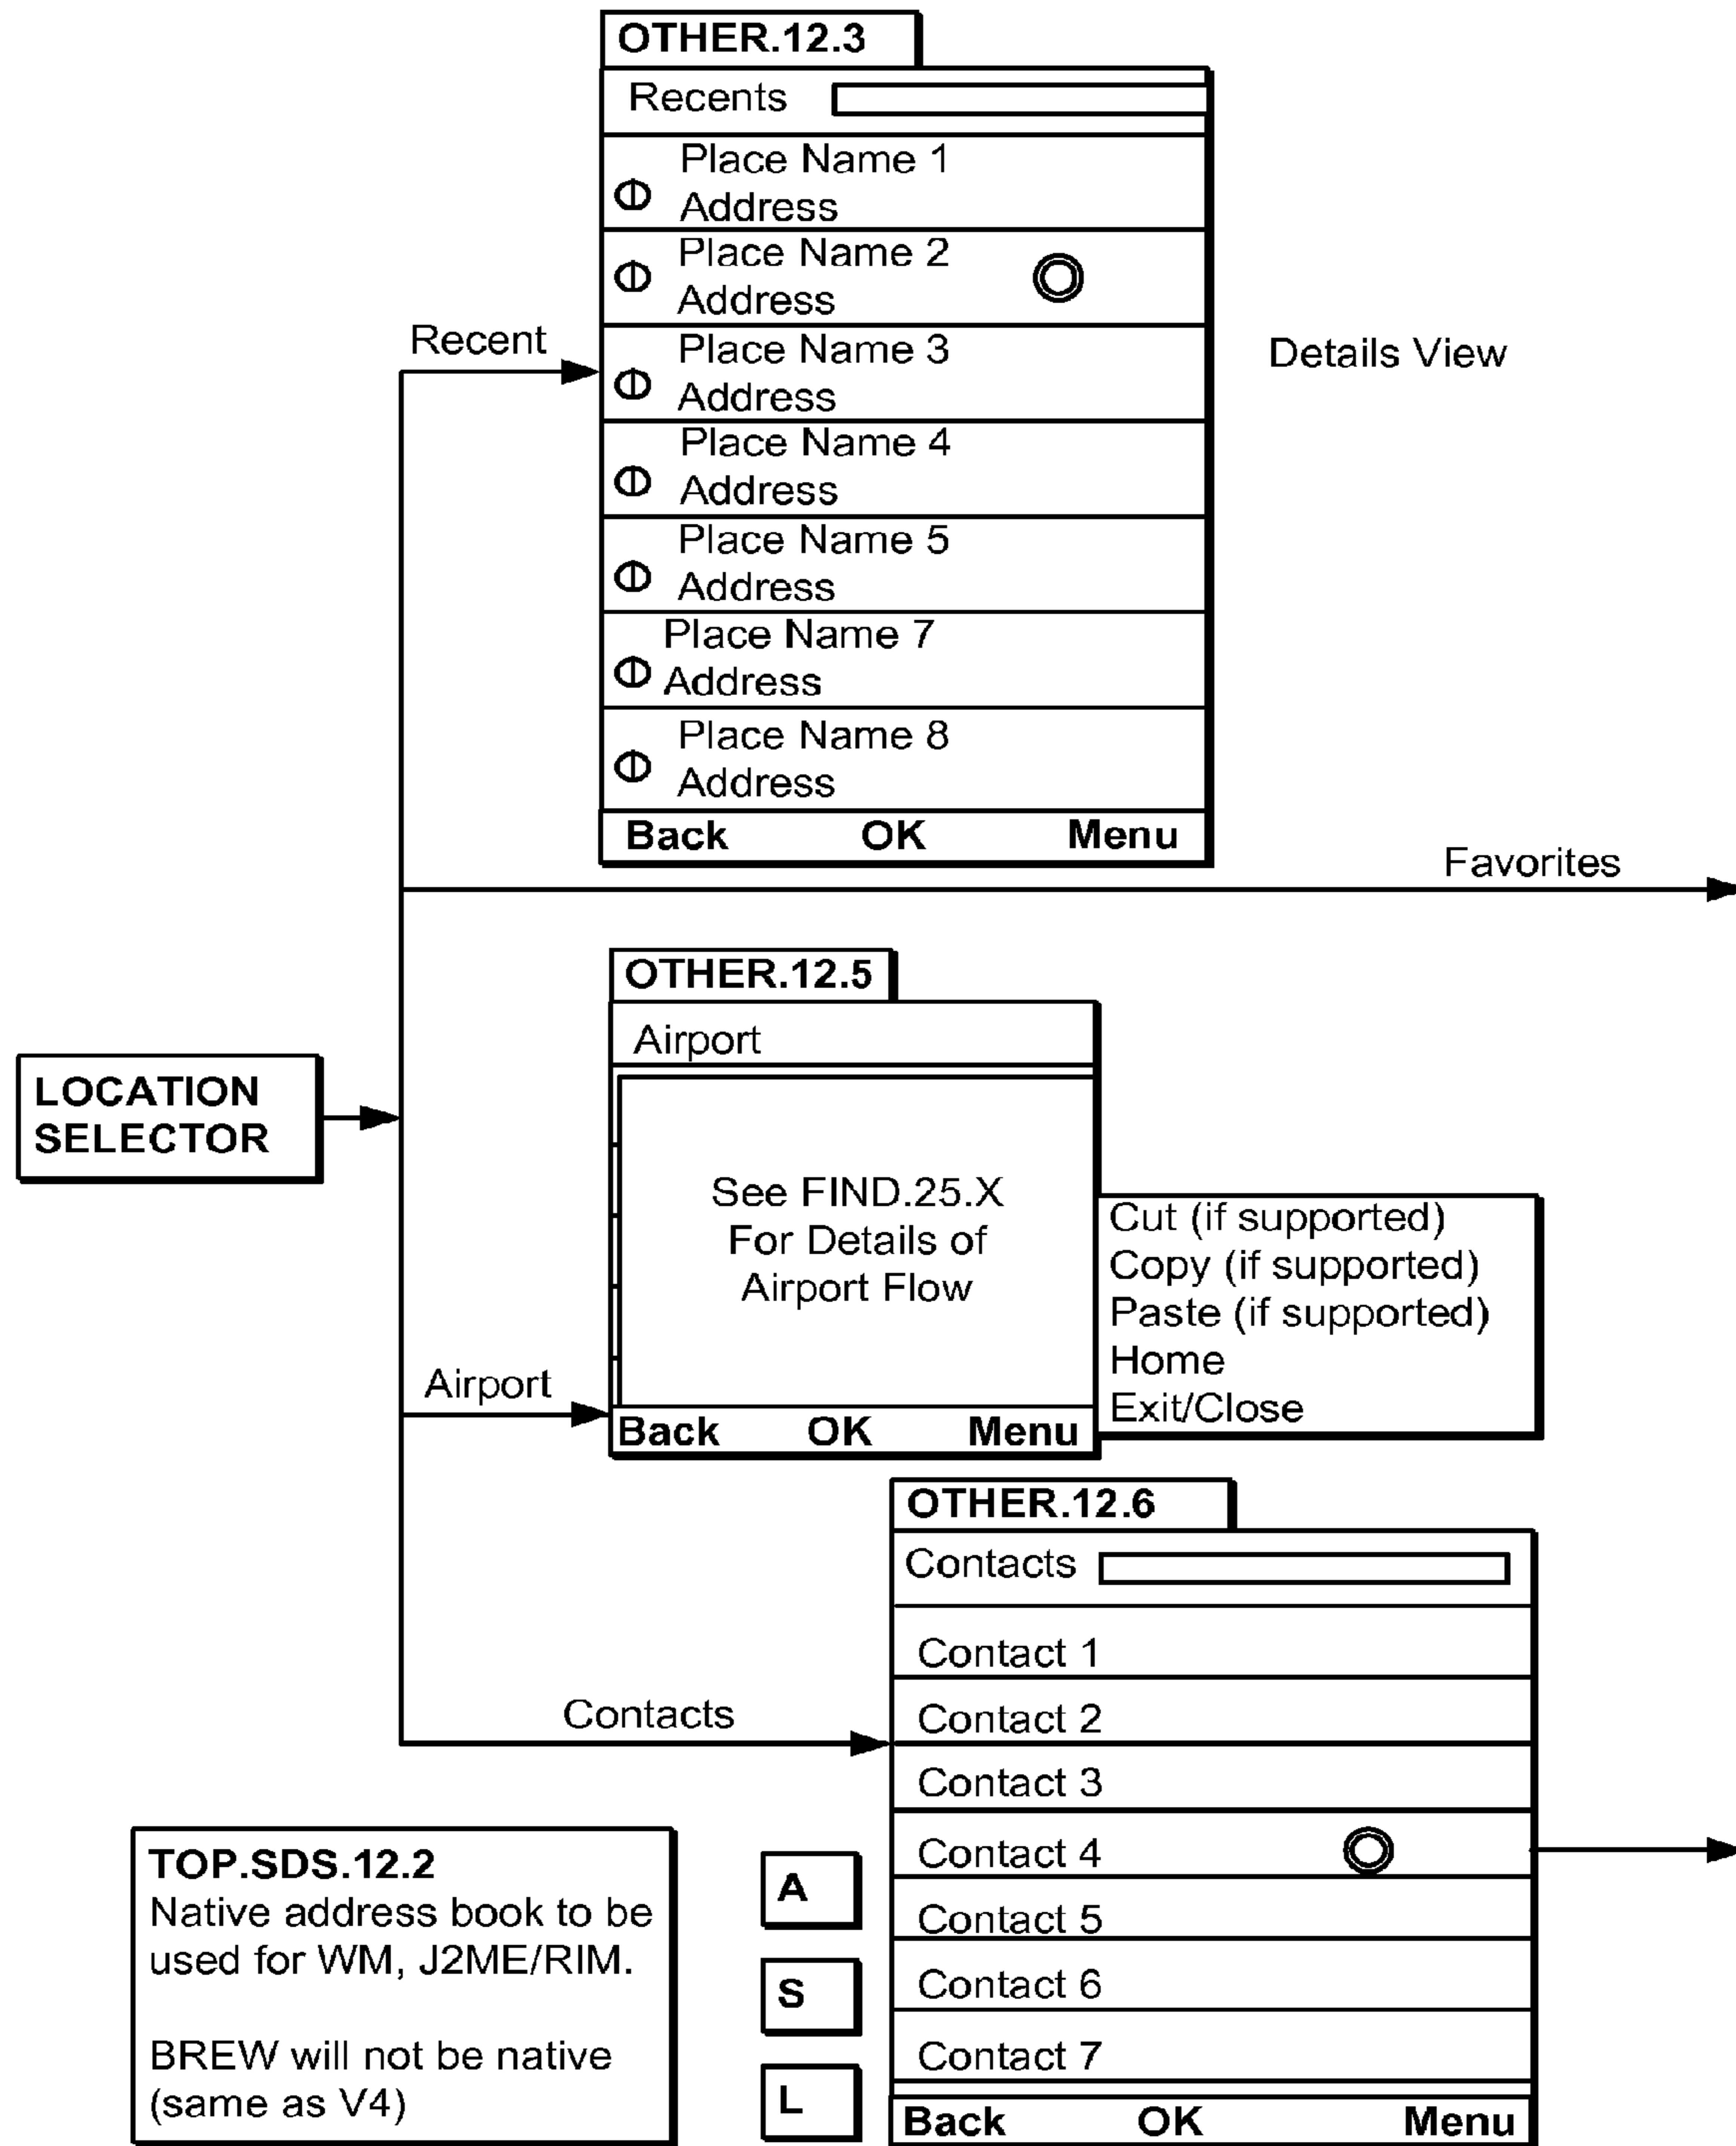 OTHER.12.3
Recents
Place Name 1
Address
Place Name 2
Address
Place Name 3
Address
Place Name 4
Address
Place Name 5
Address
Place Name 7
Address
Place Name 8
Address
Back OK Menu
Recent
Details View
Favorites
LOCATION
SELECTOR
OTHER.12.5
Airport
See FIND.25.X
For Details of
Airport Flow
Back OK Menu
Airport
Cut (if supported)
Copy (if supported)
Paste (if supported)
Home
Exit/Close
OTHER.12.6
Contacts
Contact 1
Contact 2
Contact 3
Contact 4
Contact 5
Contact 6
Contact 7
Back OK Menu
Contacts
TOP.SDS.12.2
Native address book to be
used for WM, J2ME/RIM.
BREW will not be native
(same as V4)
A
S
L